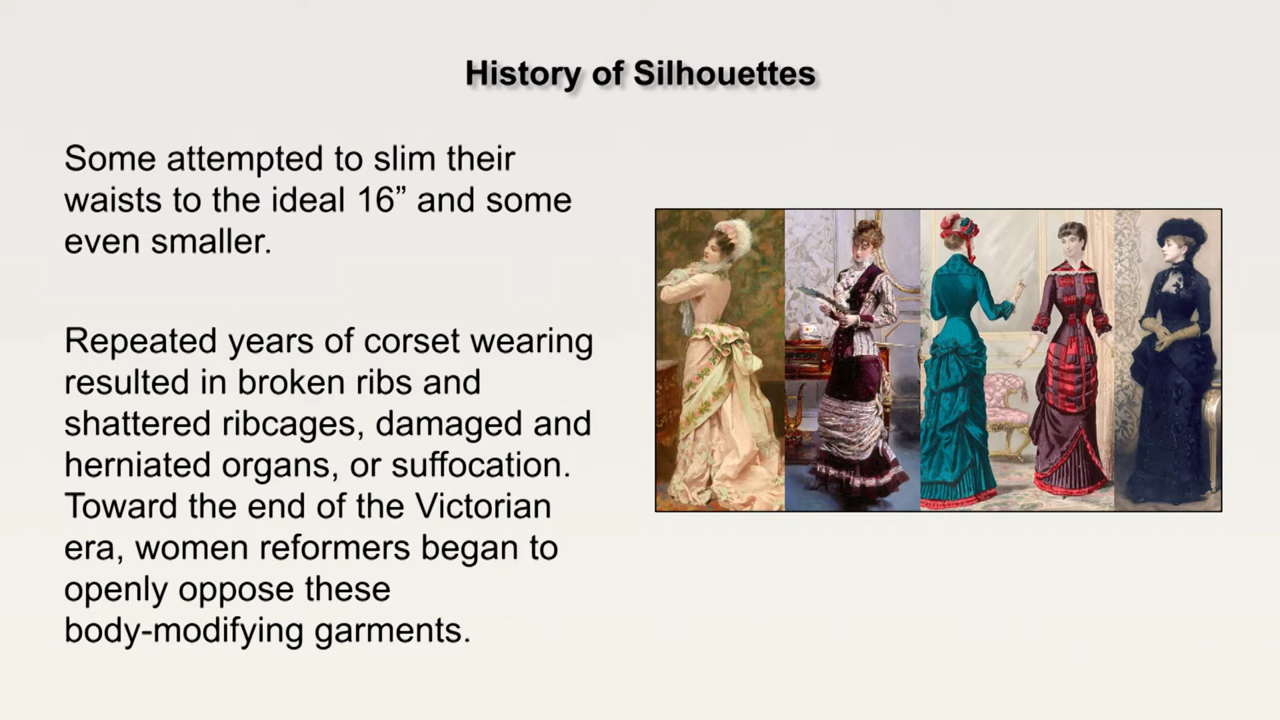 History of Silhouettes
Some attempted to slim their
waists to the ideal 16” and some
even smaller.
Repeated years of corset wearing
resulted in broken ribs and
shattered ribcages, damaged and
herniated organs, or suffocation.
Toward the end of the Victorian
era, women reformers began to
openly oppose these
body-modifying garments.